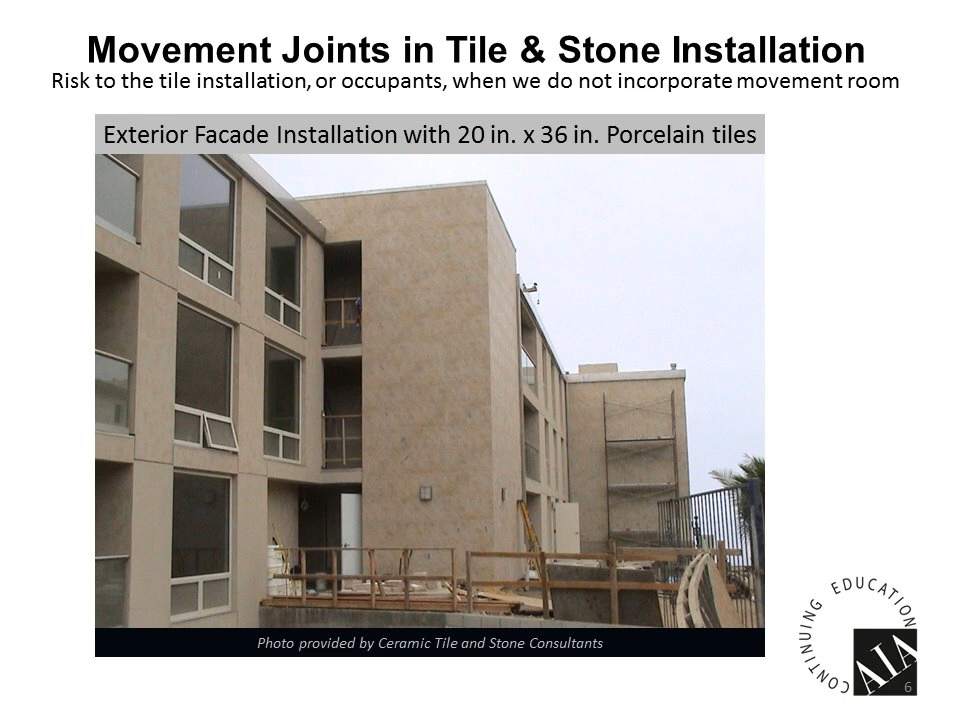 Movement Joints in Tile & Stone Installation
Risk to the tile installation, or occupants, when we do not incorporate movement room
Exterior Facade Installation with 20 in. x 36 in. Porcelain tiles
Photo provided by Ceramic Tile and Stone Consultants
CONTINUING EDUCATION
AIA
6